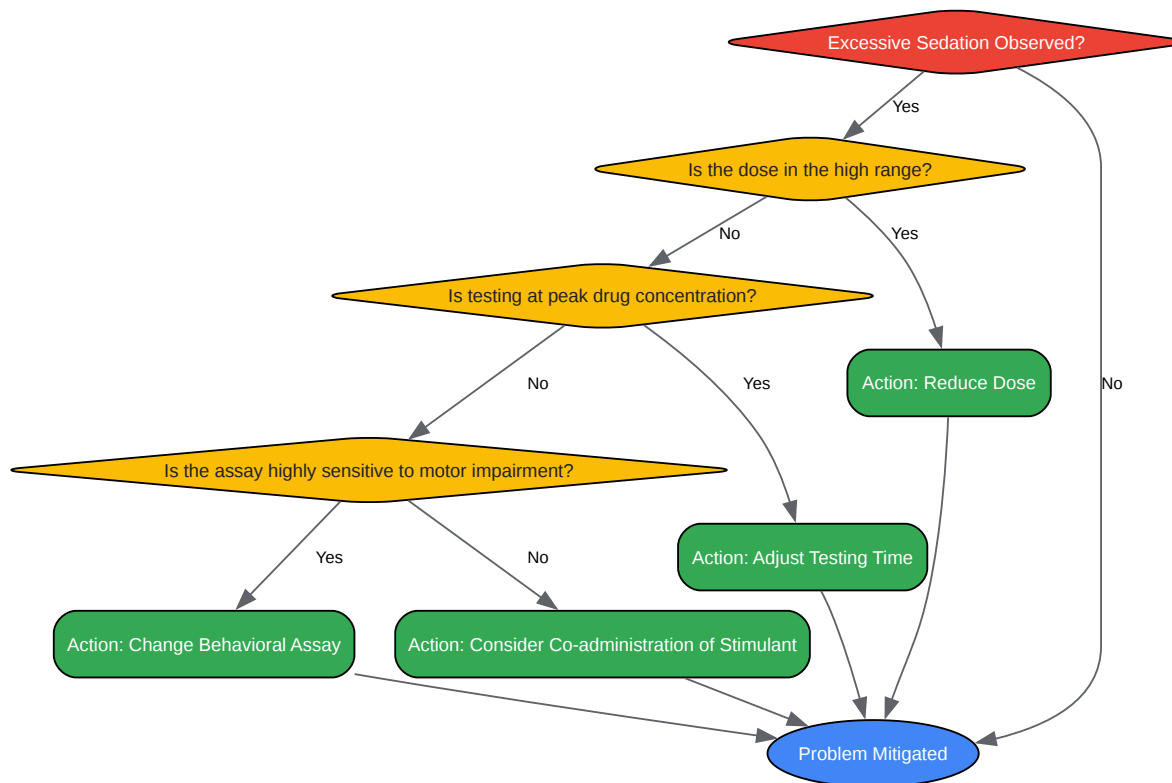 Excessive Sedation Observed?
Yes
Is the dose in the high range?
No
Yes
Is testing at peak drug concentration?
No
Yes
Action: Reduce Dose
No
Is the assay highly sensitive to motor impairment?
Yes
No
Action: Adjust Testing Time
Action: Change Behavioral Assay
Action: Consider Co-administration of Stimulant
Problem Mitigated